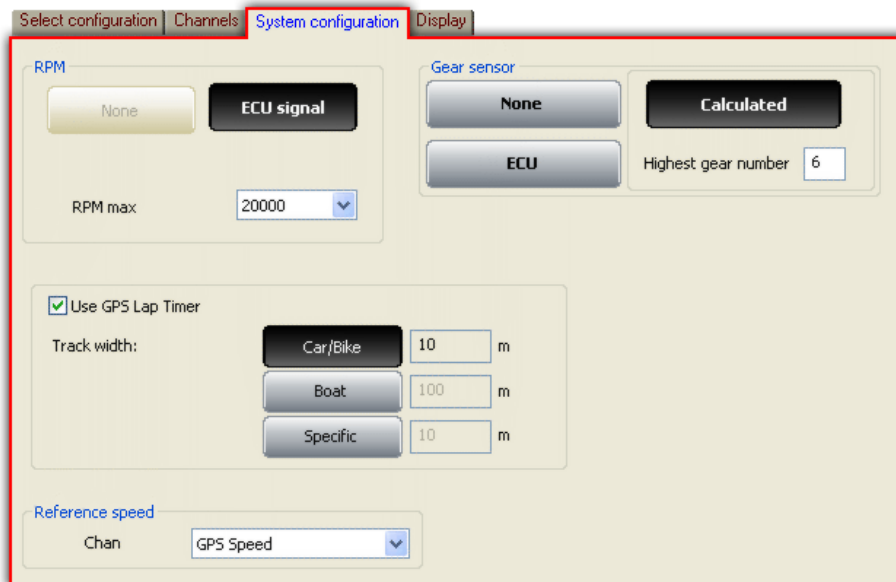 Select configuration Channels System configuration Display
RPM
None ECU signal
RPM max 20000
Gear sensor
None Calculated
ECU Highest gear number 6
Use GPS Lap Timer
Track width: Car/Bike 10 m
Boat 100 m
Specific 10 m
Reference speed
Chan GPS Speed